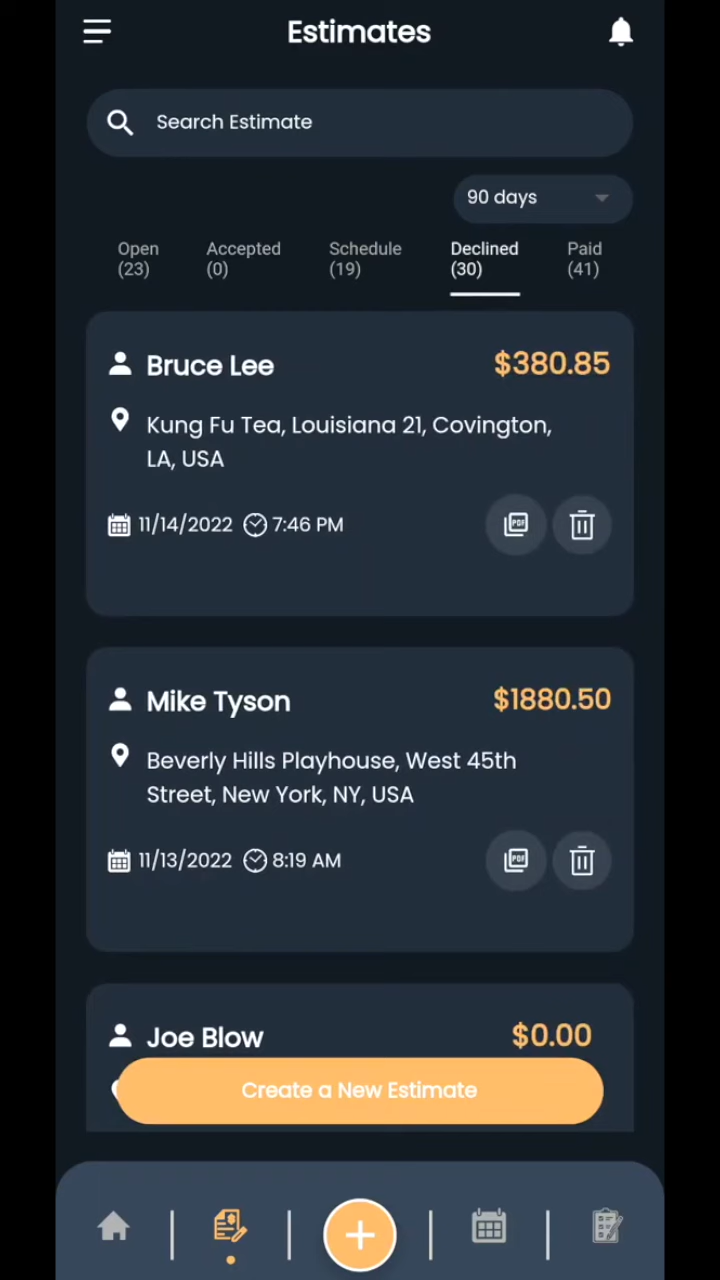 Estimates
Search Estimate
90 days
Open
(23)
Accepted
(0)
Schedule
(19)
Declined
(30)
Paid
(41)
Bruce Lee
$380.85
Kung Fu Tea, Louisiana 21, Covington,
LA, USA
11/14/2022 7:46 PM
PDF
Mike Tyson
$1880.50
Beverly Hills Playhouse, West 45th
Street, New York, NY, USA
11/13/2022 8:19 AM
PDF
Joe Blow
$0.00
Create a New Estimate